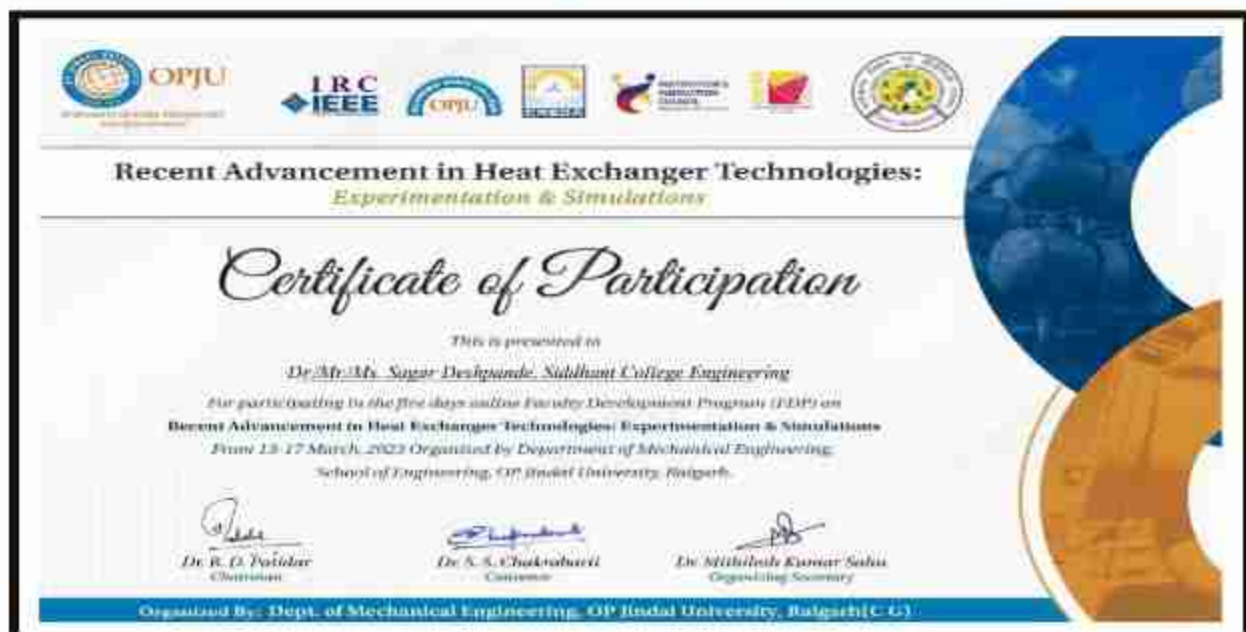 OPJU
IRC
IEEE
OPJU
INSTITUTION'S
INNOVATION
COUNCIL
Recent Advancement in Heat Exchanger Technologies:
Experimentation & Simulations
Certificate of Participation
This is presented to
Dr/Mr/Ms. Sagar Deshpande, Siddhant College Engineering
For participating in the five days online Faculty Development Program (FDP) on
Recent Advancement in Heat Exchanger Technologies: Experimentation & Simulations
From 13-17 March, 2023 Organized by Department of Mechanical Engineering,
School of Engineering, OP Jindal University, Raigarh.
Dr. R. D. Patidar
Chairman
Dr. S. S. Chakrabarti
Convenor
Dr. Mithilesh Kumar Sahu
Organizing Secretary
Organized By: Dept. of Mechanical Engineering, OP Jindal University, Raigarh(C G)